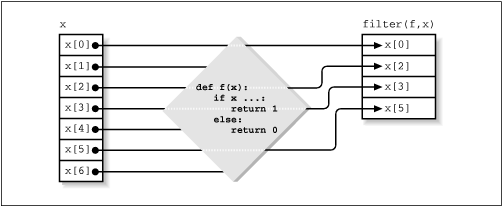 x
x[0]
x[1]
x[2]
x[3]
x[4]
x[5]
x[6]
def f(x):
if x ...:
return 1
else:
return 0
filter(f,x)
x[0]
x[2]
x[3]
x[5]